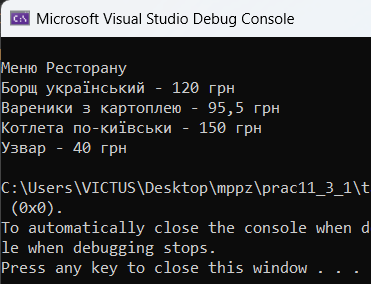 Microsoft Visual Studio Debug Console
Меню Ресторану
Борщ український - 120 грн
Вареники з картоплею - 95,5 грн
Котлета по-київськи - 150 грн
Узвар - 40 грн
C:\Users\VICTUS\Desktop\mppz\prac11_3_1\t
(0x0).
To automatically close the console when d
le when debugging stops.
Press any key to close this window . . .